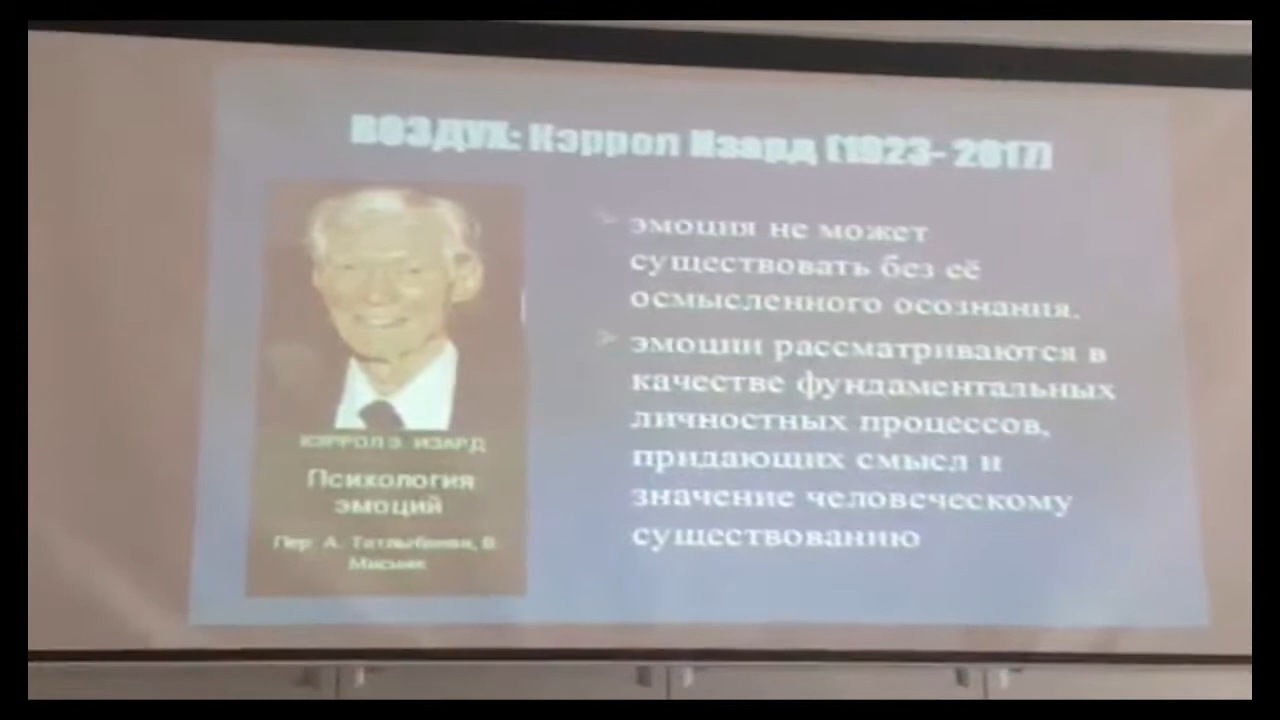 ВОЗДУХ: Кэррол Изард (1923- 2017)
эмоция не может
существовать без её
осмысленного осознания.
эмоции рассматриваются в
качестве фундаментальных
личностных процессов,
придающих смысл и
значение человеческому
существованию
КЭРРОЛ Э. ИЗАРД
Психология
эмоций
Пер. А. В.